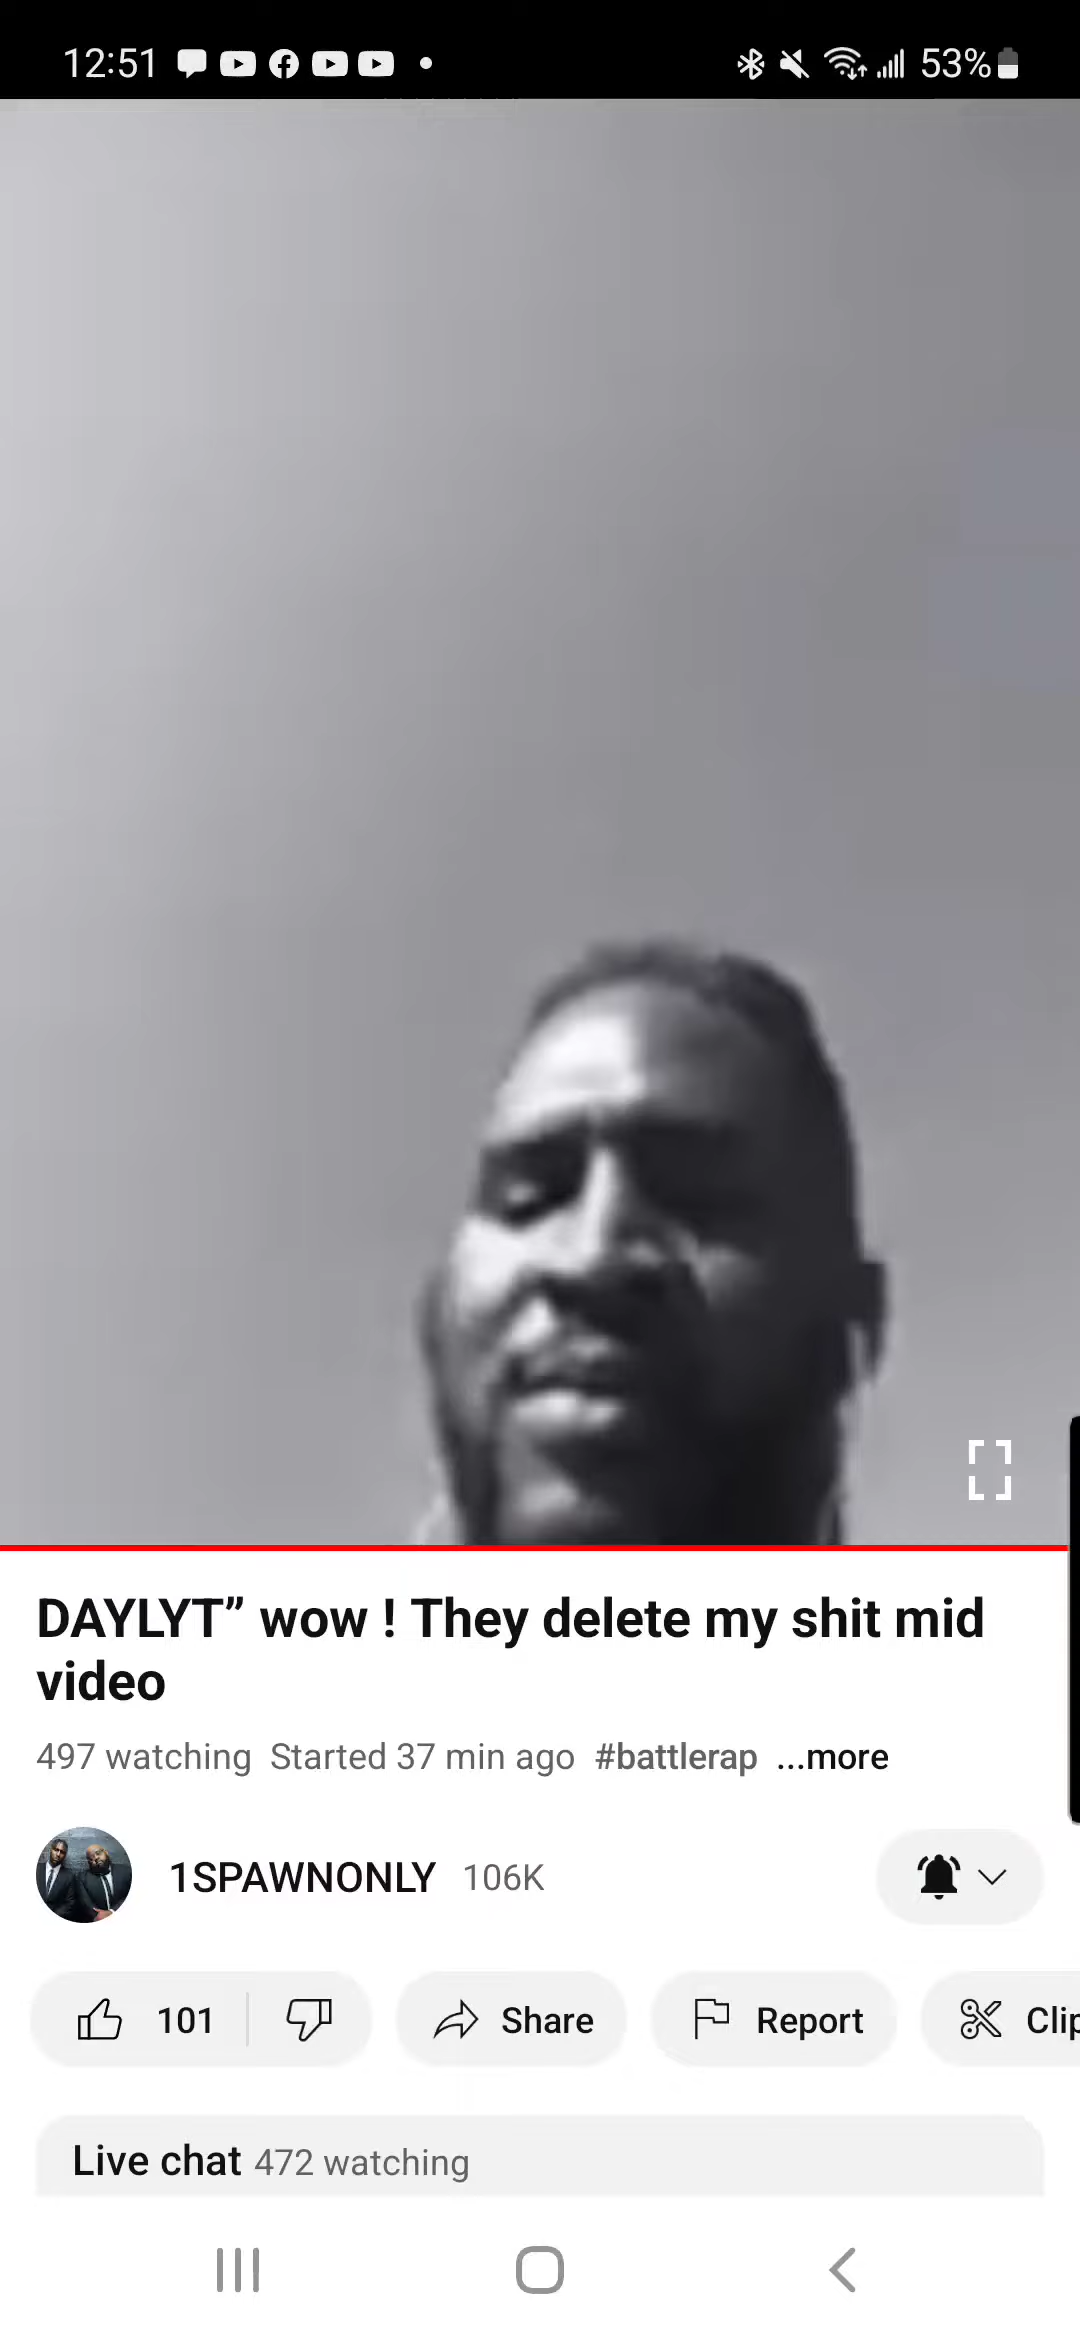 12:51 53%
DAYLYT” wow ! They delete my shit mid
video
497 watching Started 37 min ago #battlerap ...more
1SPAWNONLY 106K
101 Share Report Clip
Live chat 472 watching